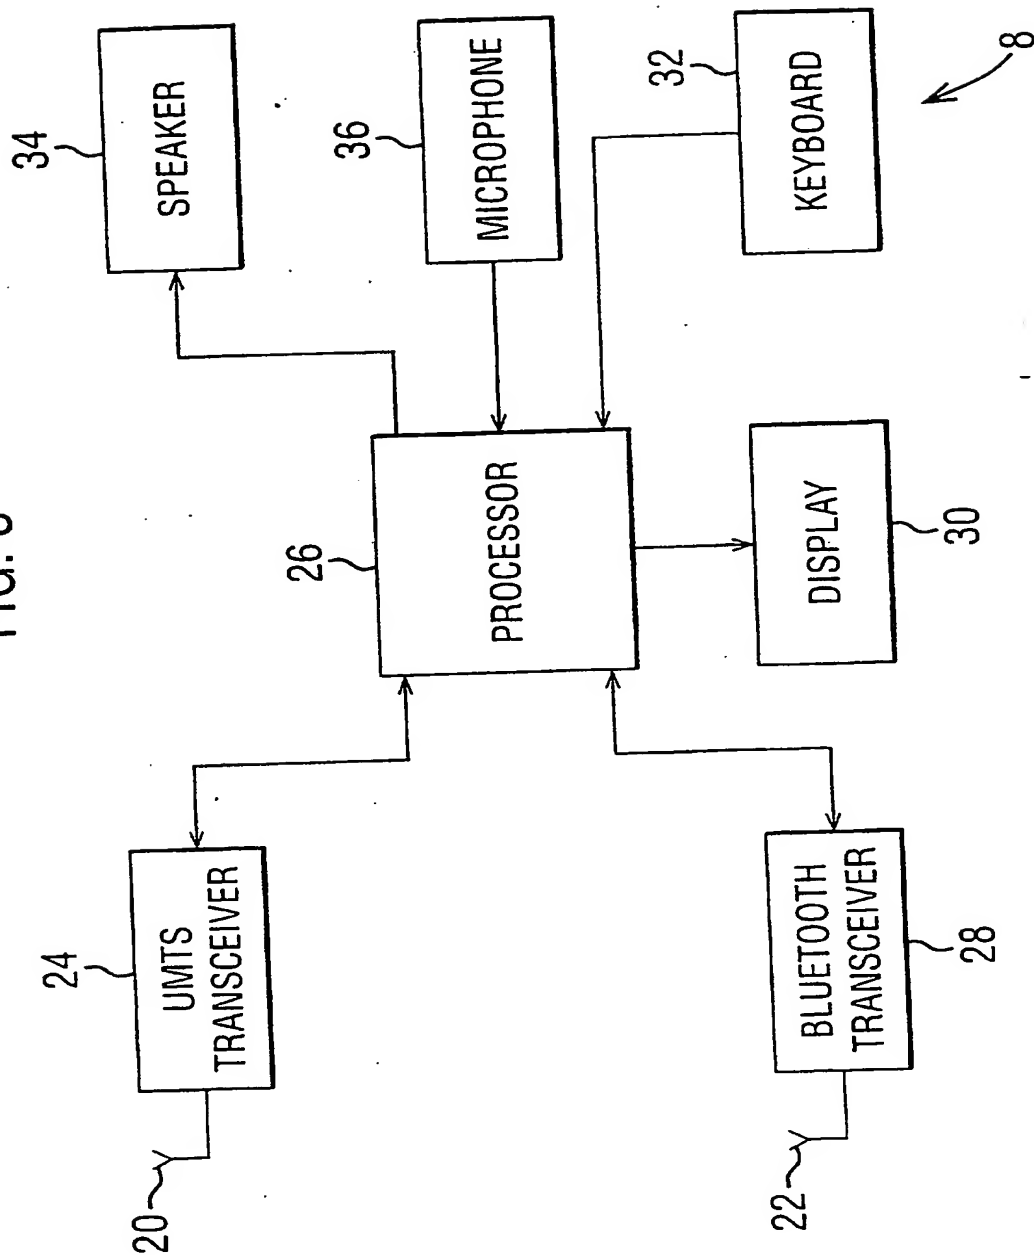 FIG.
20
24
UMTS
TRANSCEIVER
34
SPEAKER
26
PROCESSOR
36
MICROPHONE
22
BLUETOOTH
TRANSCEIVER
28
DISPLAY
30
32
KEYBOARD
8